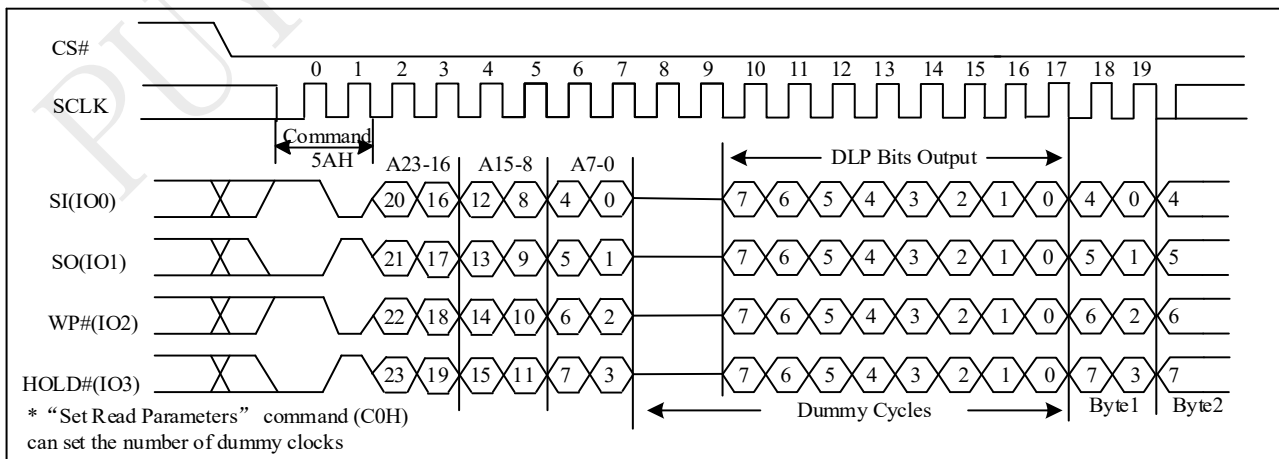 PUY
CS#
0 1 2 3 4 5 6 7 8 9 10 11 12 13 14 15 16 17 18 19
SCLK
Command
5AH
A23-16 A15-8 A7-0 DLP Bits Output
SI(IO0) 20 16 12 8 4 0 7 6 5 4 3 2 1 0 4 0 4
SO(IO1) 21 17 13 9 5 1 7 6 5 4 3 2 1 0 5 1 5
WP#(IO2) 22 18 14 10 6 2 7 6 5 4 3 2 1 0 6 2 6
HOLD#(IO3) 23 19 15 11 7 3 7 6 5 4 3 2 1 0 7 3 7
* “Set Read Parameters” command (C0H) Dummy Cycles Byte1 Byte2
can set the number of dummy clocks